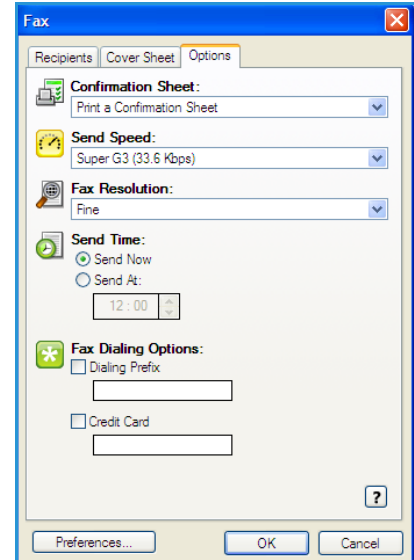 Fax
Recipients Cover Sheet Options
Confirmation Sheet:
Print a Confirmation Sheet
Send Speed:
Super G3 (33.6 Kbps)
Fax Resolution:
Fine
Send Time:
Send Now
Send At:
12 : 00
Fax Dialing Options:
Dialing Prefix
Credit Card
?
Preferences... OK Cancel